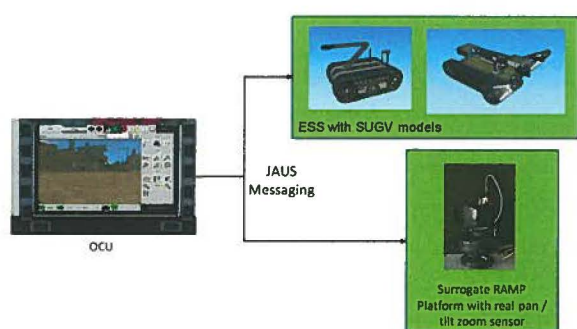 ESS with SUGV models
JAUS
Messaging
OCU
Surrogate RAMP
Platform with real pan /
tilt zoom sensor